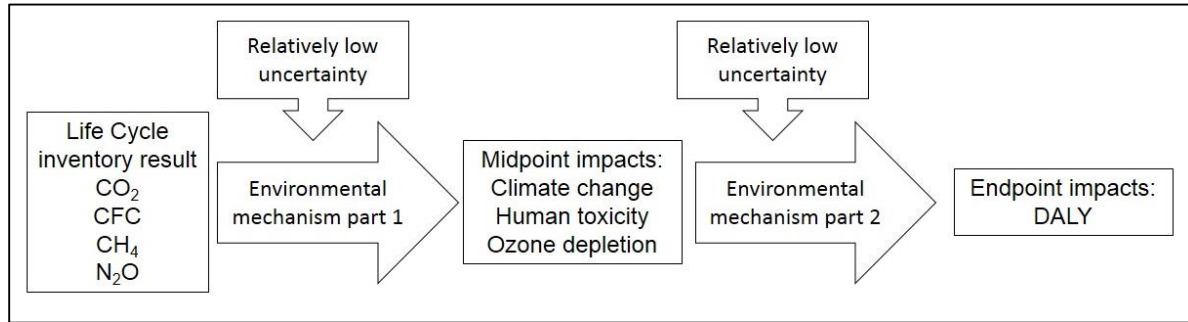 Relatively low
uncertainty
Relatively low
uncertainty
Life Cycle
inventory result
CO₂
CFC
CH₄
N₂O
Environmental
mechanism part 1
Midpoint impacts:
Climate change
Human toxicity
Ozone depletion
Environmental
mechanism part 2
Endpoint impacts:
DALY